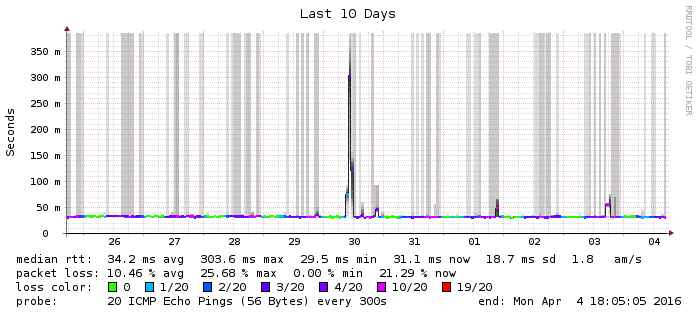 Last 10 Days
RRDTOOL / TOBI OETIKER
Seconds
350 m
300 m
250 m
200 m
150 m
100 m
50 m
0
26 27 28 29 30 31 01 02 03 04
median rtt: 34.2 ms avg 303.6 ms max 29.5 ms min 31.1 ms now 18.7 ms sd 1.8 am/s
packet loss: 10.46 % avg 25.68 % max 0.00 % min 21.29 % now
loss color: 0 1/20 2/20 3/20 4/20 10/20 19/20
probe: 20 ICMP Echo Pings (56 Bytes) every 300s end: Mon Apr 4 18:05:05 2016